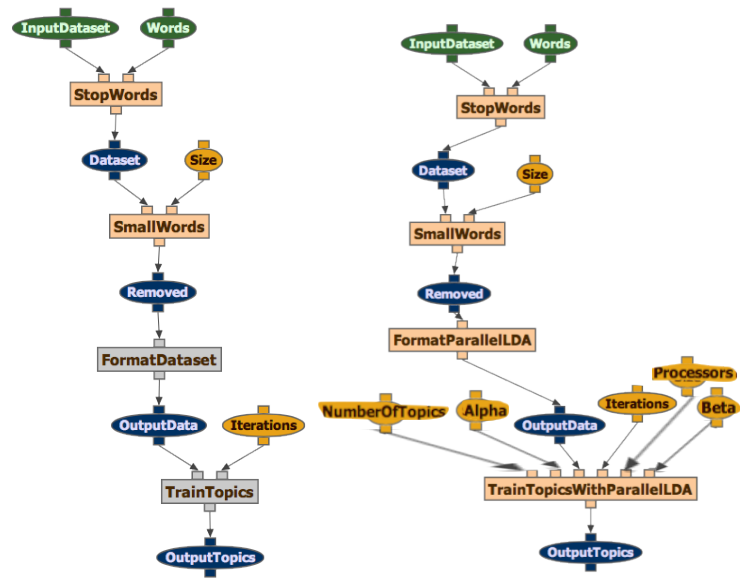 InputDataset
Words
StopWords
Dataset
Size
SmallWords
Removed
FormatDataset
OutputData
Iterations
TrainTopics
OutputTopics
InputDataset
Words
StopWords
Dataset
Size
SmallWords
Removed
FormatParallelLDA
Processors
NumberOfTopics
Alpha
Iterations
Beta
OutputData
TrainTopicsWithParallelLDA
OutputTopics